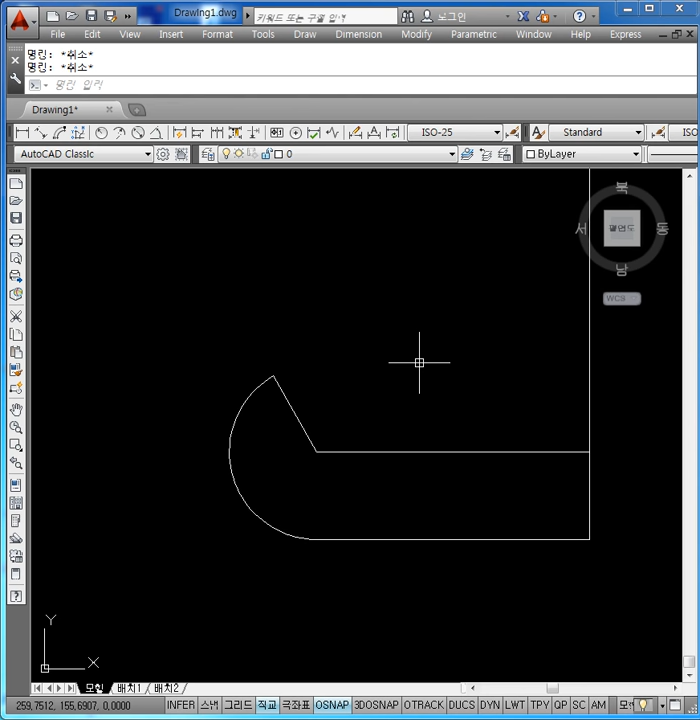 Drawing1.dwg
키워드 또는 구를 입력
로그인
File Edit View Insert Format Tools Draw Dimension Modify Parametric Window Help Express
명령: *취소*
명령: *취소*
명령 입력
Drawing1*
ISO-25
Standard
ISO
AutoCAD Classic
0
ByLayer
북
서
평면도
동
남
WCS
Y
X
모형 배치1 배치2
259,7512, 155,6907, 0,0000
INFER 스냅 그리드 직교 극좌표 OSNAP 3DOSNAP OTRACK DUCS DYN LWT TPY QP SC AM